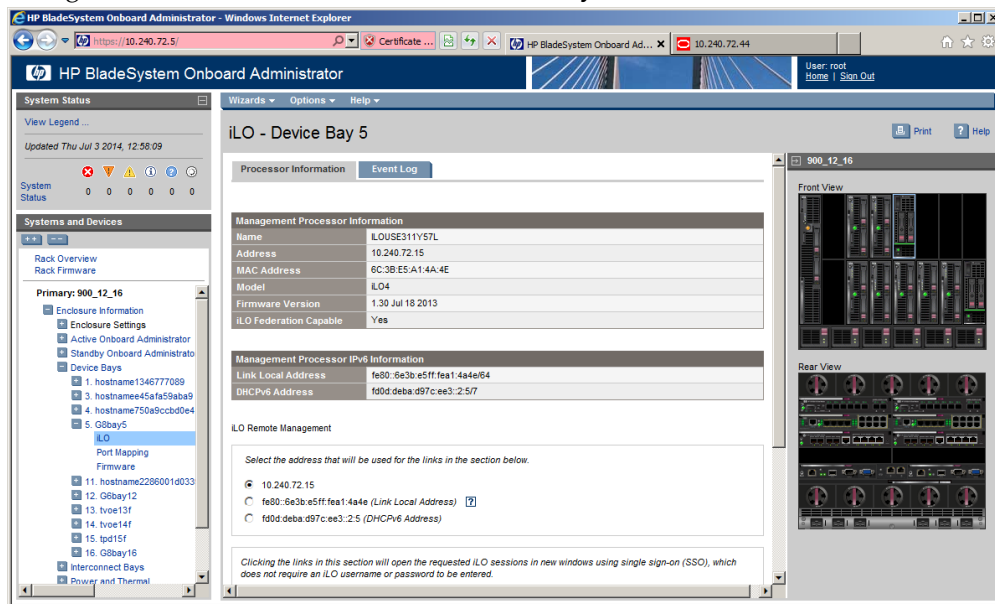 HP BladeSystem Onboard Administrator - Windows Internet Explorer
https://10.240.72.5/
Certificate ...
HP BladeSystem Onboard Ad...
10.240.72.44
HP BladeSystem Onboard Administrator
User: root
Home | Sign Out
System Status
View Legend ...
Updated Thu Jul 3 2014, 12:58:09
System Status 0 0 0 0 0 0
Systems and Devices
Rack Overview
Rack Firmware
Primary: 900_12_16
Enclosure Information
Enclosure Settings
Active Onboard Administrator
Standby Onboard Administrato
Device Bays
1. hostname1346777089
3. hostnamee45afa59aba9
4. hostname750a9ccbd0e4
5. G8bay5
iLO
Port Mapping
Firmware
11. hostname2286001d033
12. G6bay12
13. tvoe13f
14. tvoe14f
15. tpd15f
16. G8bay16
Interconnect Bays
Power and Thermal
Wizards Options Help
iLO - Device Bay 5
Print Help
Processor Information Event Log
Management Processor Information
Name ILOUSE311Y57L
Address 10.240.72.15
MAC Address 6C:3B:E5:A1:4A:4E
Model iLO4
Firmware Version 1.30 Jul 18 2013
iLO Federation Capable Yes
Management Processor IPv6 Information
Link Local Address fe80::6e3b:e5ff:fea1:4a4e/64
DHCPv6 Address fd0d:deba:d97c:ee3::2:5/7
iLO Remote Management
Select the address that will be used for the links in the section below.
10.240.72.15
fe80::6e3b:e5ff:fea1:4a4e (Link Local Address) ?
fd0d:deba:d97c:ee3::2:5 (DHCPv6 Address)
Clicking the links in this section will open the requested iLO sessions in new windows using single sign-on (SSO), which
does not require an iLO username or password to be entered.
900_12_16
Front View
Rear View